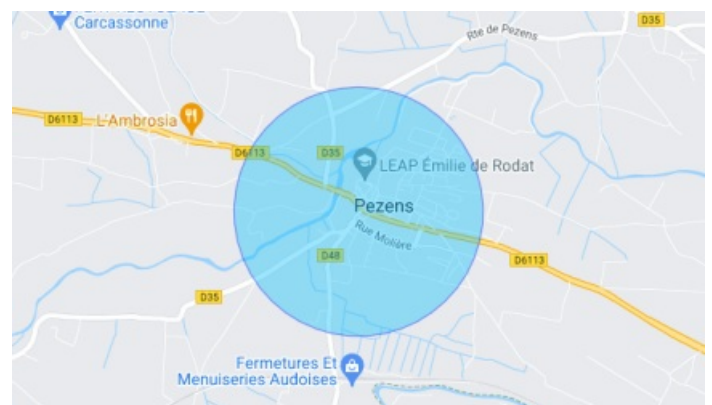 Carcassonne
D35
Rte de Pezens
D6113
L'Ambrosia
D6113
D35
LEAP Émilie de Rodat
Pezens
Rue Molière
D48
D6113
D35
Fermetures Et
Menuiseries Audoises